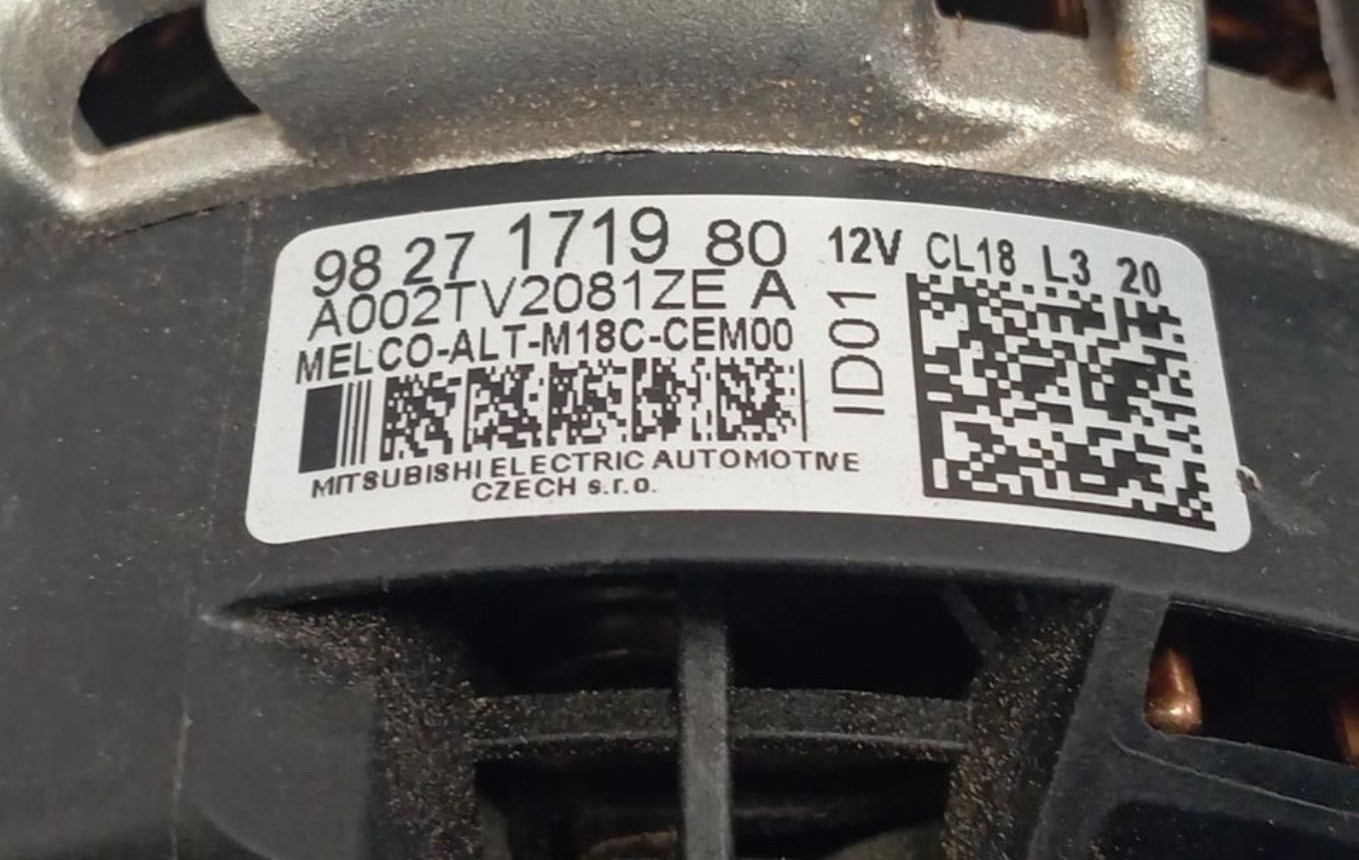 98 27 1719 80 12V CL18 L3 20
A002TV2081ZE A
MELCO-ALT-M18C-CEM00
ID01
MITSUBISHI ELECTRIC AUTOMOTIVE
CZECH s.r.o.